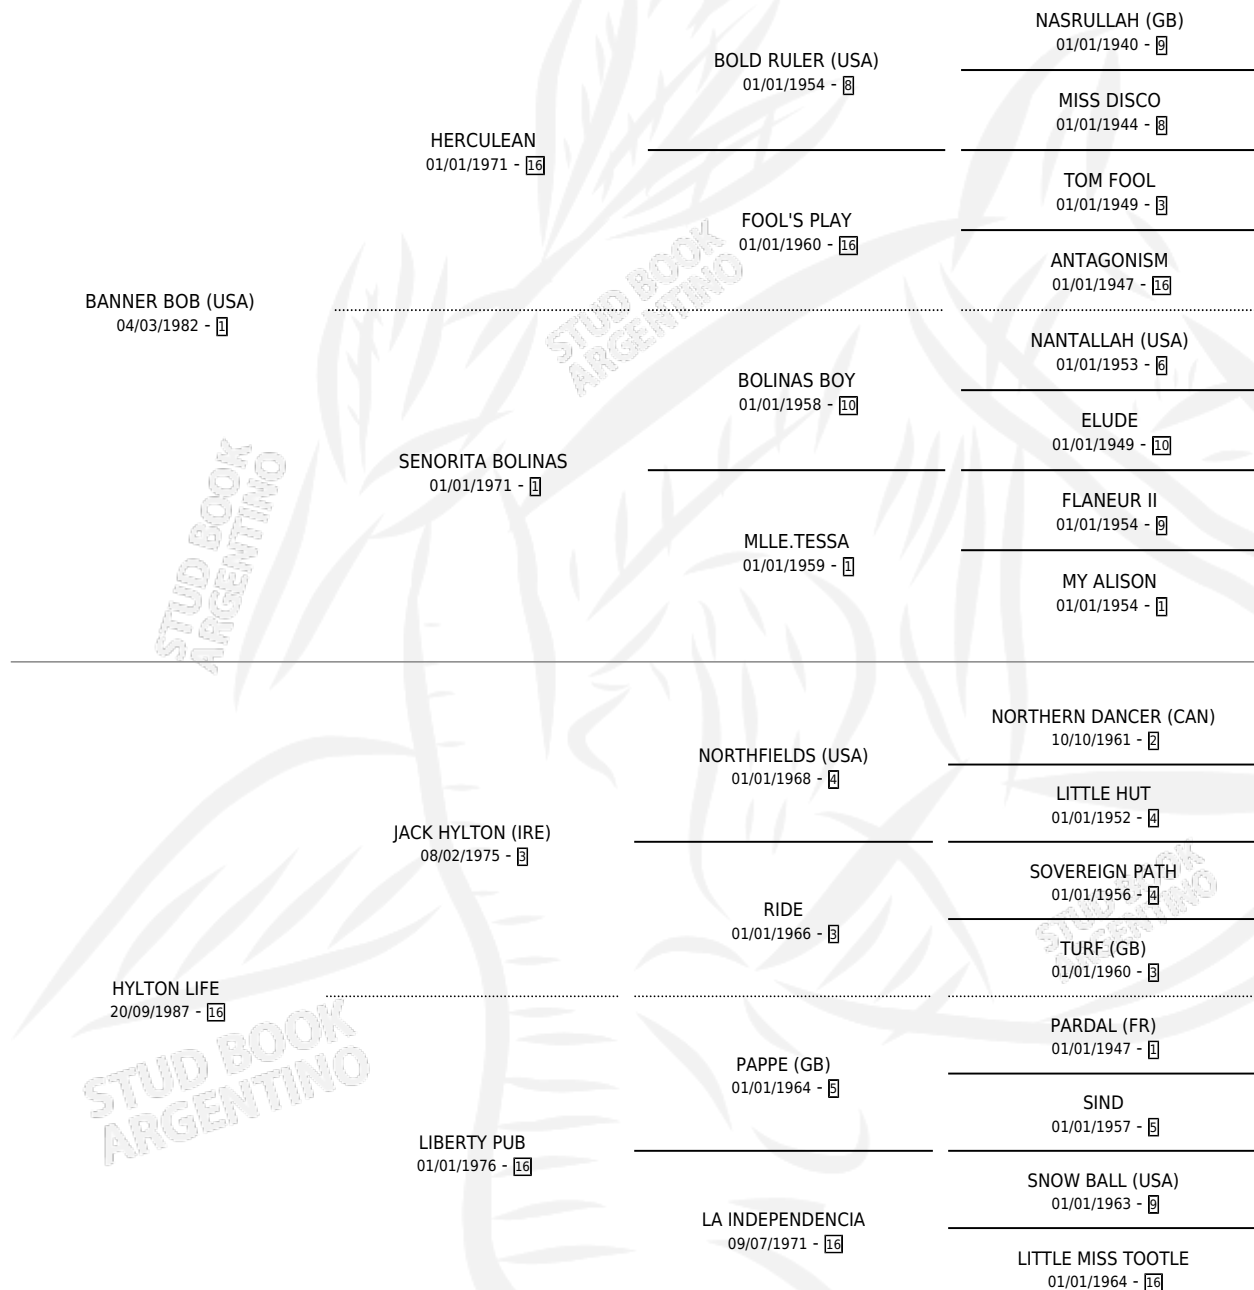 NASRULLAH (GB)
01/01/1940 - 9
BOLD RULER (USA)
01/01/1954 - 8
MISS DISCO
01/01/1944 - 8
HERCULEAN
01/01/1971 - 16
TOM FOOL
01/01/1949 - 3
FOOL'S PLAY
01/01/1960 - 16
ANTAGONISM
01/01/1947 - 16
BANNER BOB (USA)
04/03/1982 - 1
STUD BOOK
ARGENTINO
NANTALLAH (USA)
01/01/1953 - 6
BOLINAS BOY
01/01/1958 - 10
ELUDE
01/01/1949 - 10
SENORITA BOLINAS
01/01/1971 - 1
FLANEUR II
01/01/1954 - 9
MLLE.TESSA
01/01/1959 - 1
MY ALISON
01/01/1954 - 1
STUD BOOK
ARGENTINO
NORTHERN DANCER (CAN)
10/10/1961 - 2
NORTHFIELDS (USA)
01/01/1968 - 4
LITTLE HUT
01/01/1952 - 4
JACK HYLTON (IRE)
08/02/1975 - 3
SOVEREIGN PATH
01/01/1956 - 4
RIDE
01/01/1966 - 3
TURF (GB)
01/01/1960 - 3
STUD BOOK
ARGENTINO
HYLTON LIFE
20/09/1987 - 16
PARDAL (FR)
01/01/1947 - 1
PAPPE (GB)
01/01/1964 - 5
SIND
01/01/1957 - 5
STUD BOOK
ARGENTINO
LIBERTY PUB
01/01/1976 - 16
SNOW BALL (USA)
01/01/1963 - 9
LA INDEPENDENCIA
09/07/1971 - 16
LITTLE MISS TOOTLE
01/01/1964 - 16